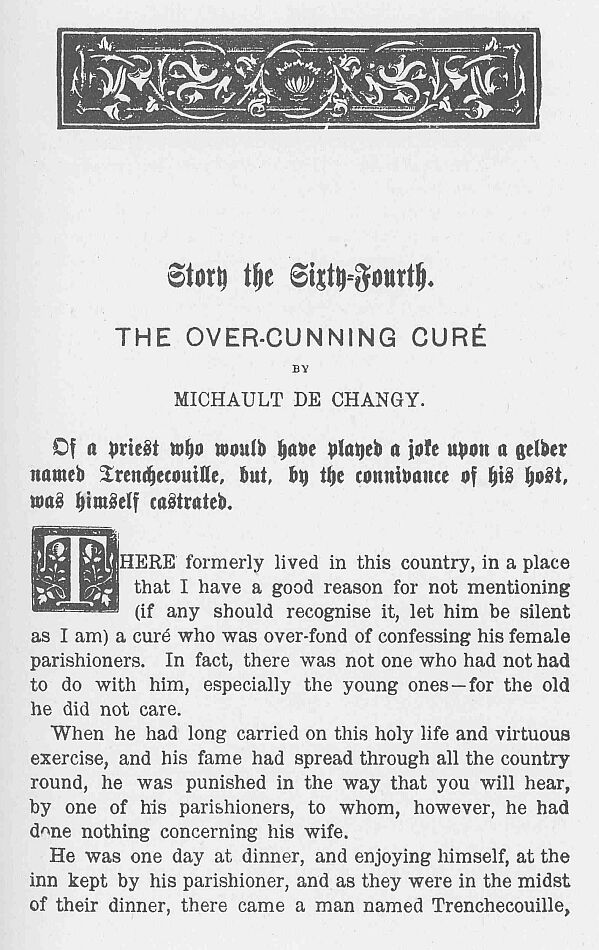 Story the Sixty-Fourth.
THE OVER-CUNNING CURÉ
BY
MICHAULT DE CHANGY.
Of a priest who would have played a joke upon a gelder
named Trenchecouille, but, by the connivance of his host,
was himself castrated.
THERE formerly lived in this country, in a place
that I have a good reason for not mentioning
(if any should recognise it, let him be silent
as I am) a curé who was over-fond of confessing his female
parishioners. In fact, there was not one who had not had
to do with him, especially the young ones—for the old
he did not care.
When he had long carried on this holy life and virtuous
exercise, and his fame had spread through all the country
round, he was punished in the way that you will hear,
by one of his parishioners, to whom, however, he had
done nothing concerning his wife.
He was one day at dinner, and enjoying himself, at the
inn kept by his parishioner, and as they were in the midst
of their dinner, there came a man named Trenchecouille,